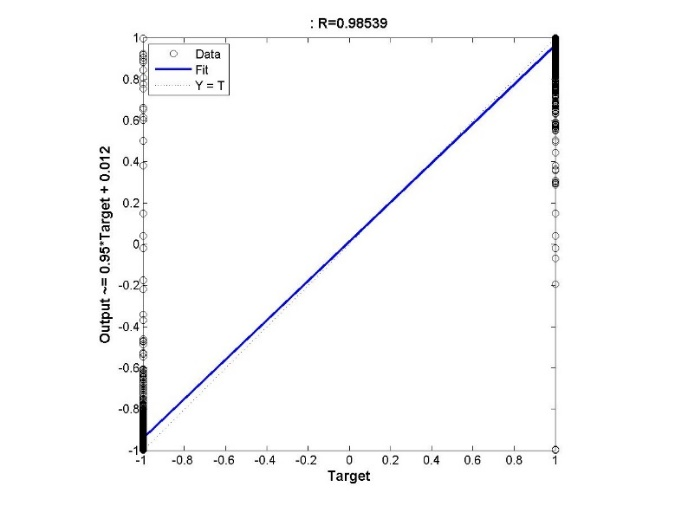 : R=0.98539
Data
Fit
Y = T
1
0.8
0.6
0.4
0.2
0
-0.2
-0.4
-0.6
-0.8
-1
Output ~= 0.95*Target + 0.012
-1 -0.8 -0.6 -0.4 -0.2 0 0.2 0.4 0.6 0.8 1
Target